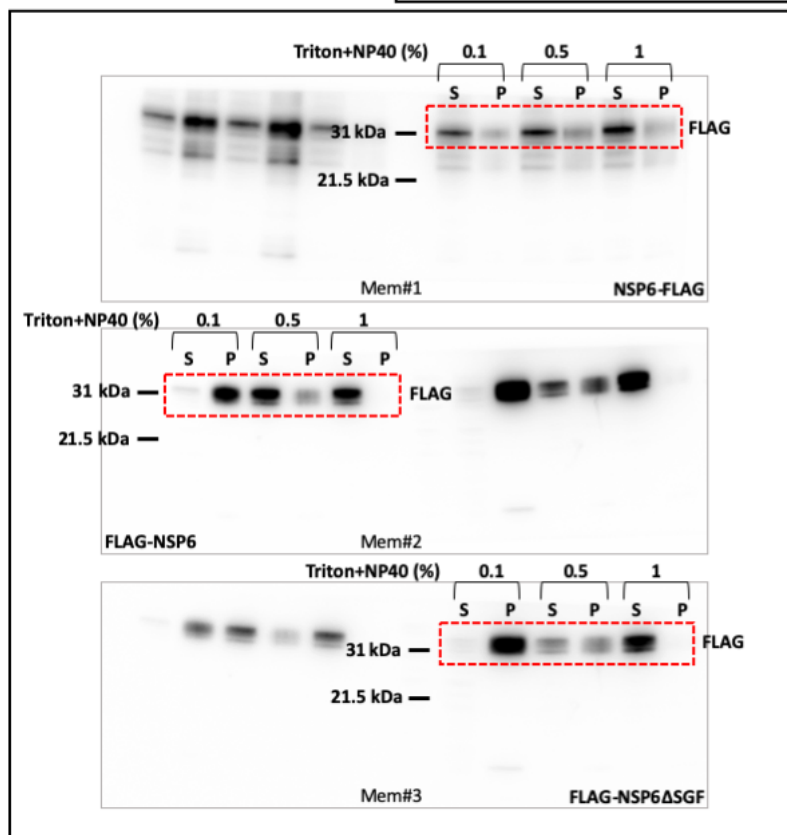 Triton+NP40 (%) 0.1 0.5 1
S P S P S P
31 kDa FLAG
21.5 kDa
Mem#1 NSP6-FLAG
Triton+NP40 (%) 0.1 0.5 1
S P S P S P
31 kDa FLAG
21.5 kDa
FLAG-NSP6 Mem#2
Triton+NP40 (%) 0.1 0.5 1
S P S P S P
31 kDa FLAG
21.5 kDa
Mem#3 FLAG-NSP6ΔSGF